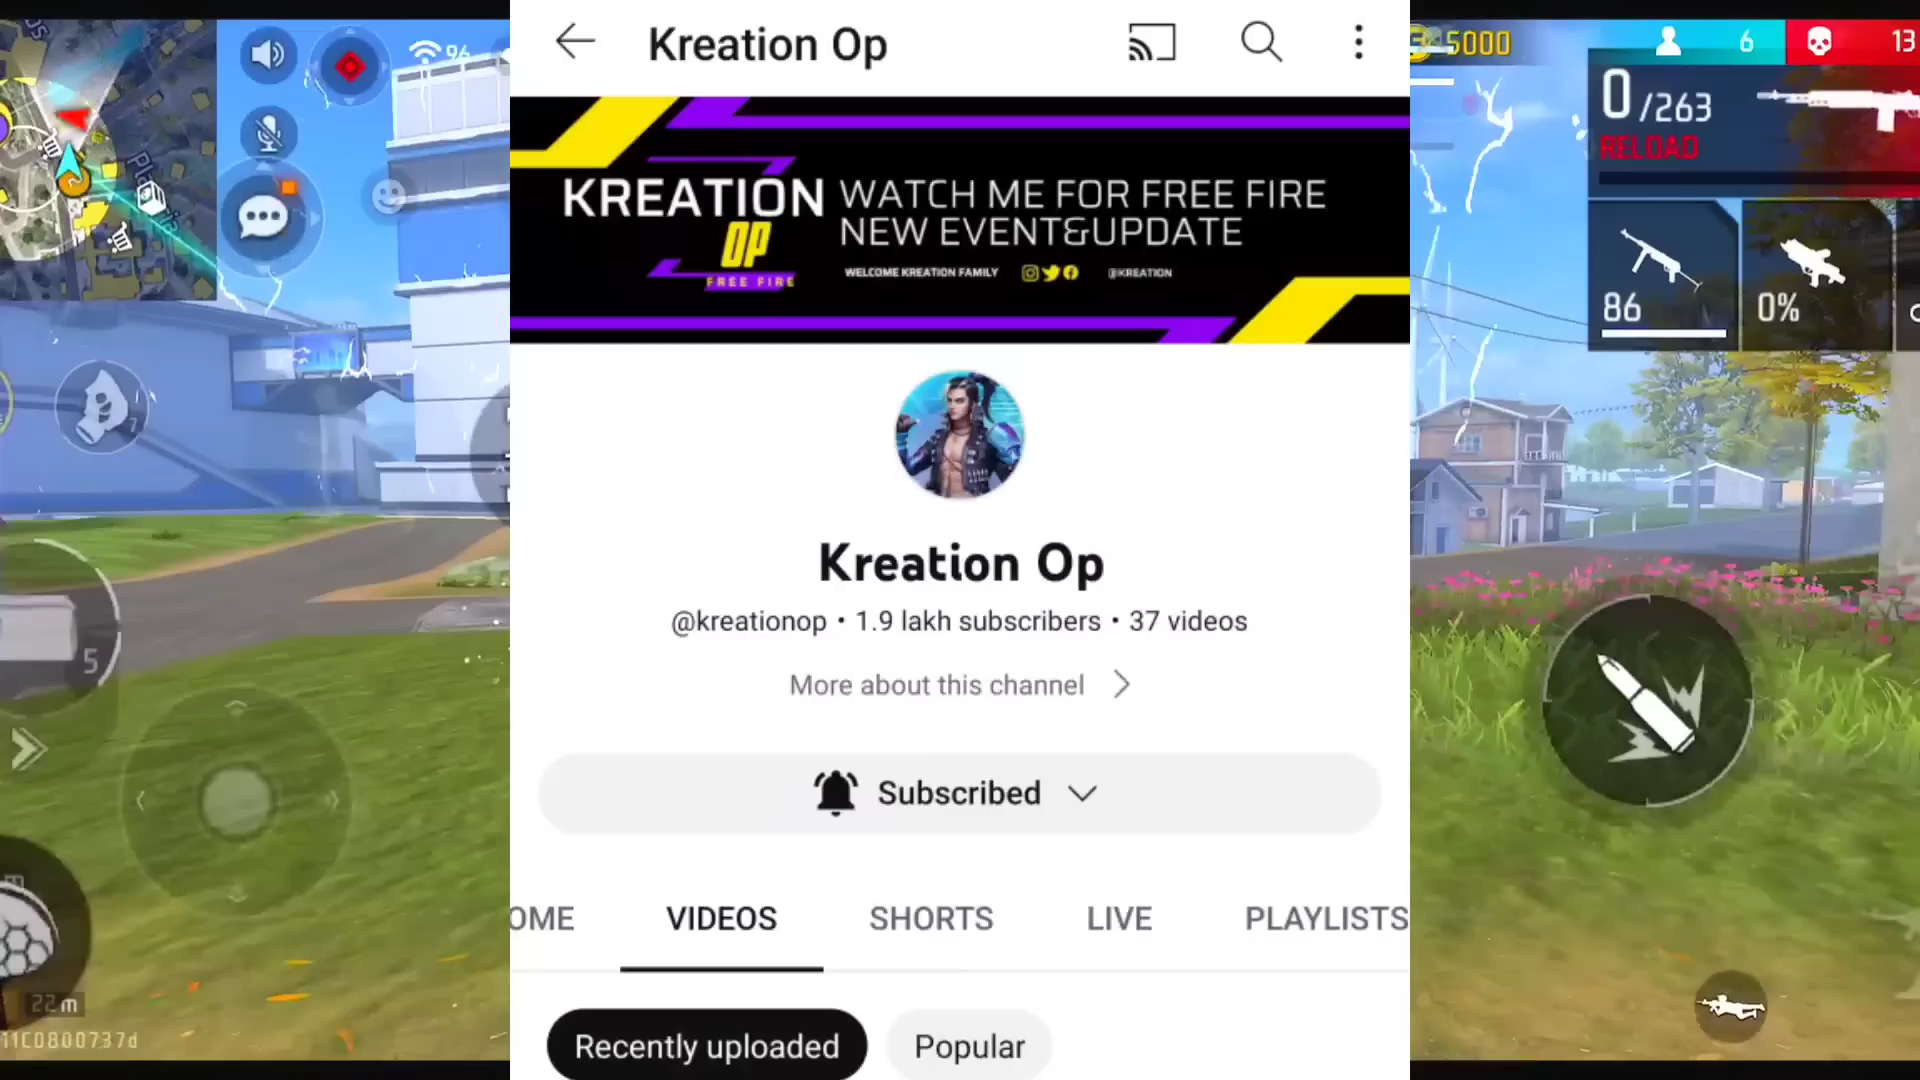 96
Kreation Op
KREATION
OP
FREE FIRE
WATCH ME FOR FREE FIRE
NEW EVENT&UPDATE
WELCOME KREATION FAMILY
@KREATION
Kreation Op
@kreationop • 1.9 lakh subscribers • 37 videos
More about this channel
Subscribed
OME
VIDEOS
SHORTS
LIVE
PLAYLISTS
Recently uploaded
Popular
5000
6
13
0/263
RELOAD
86
0%
7
5
22m
11C0800737d